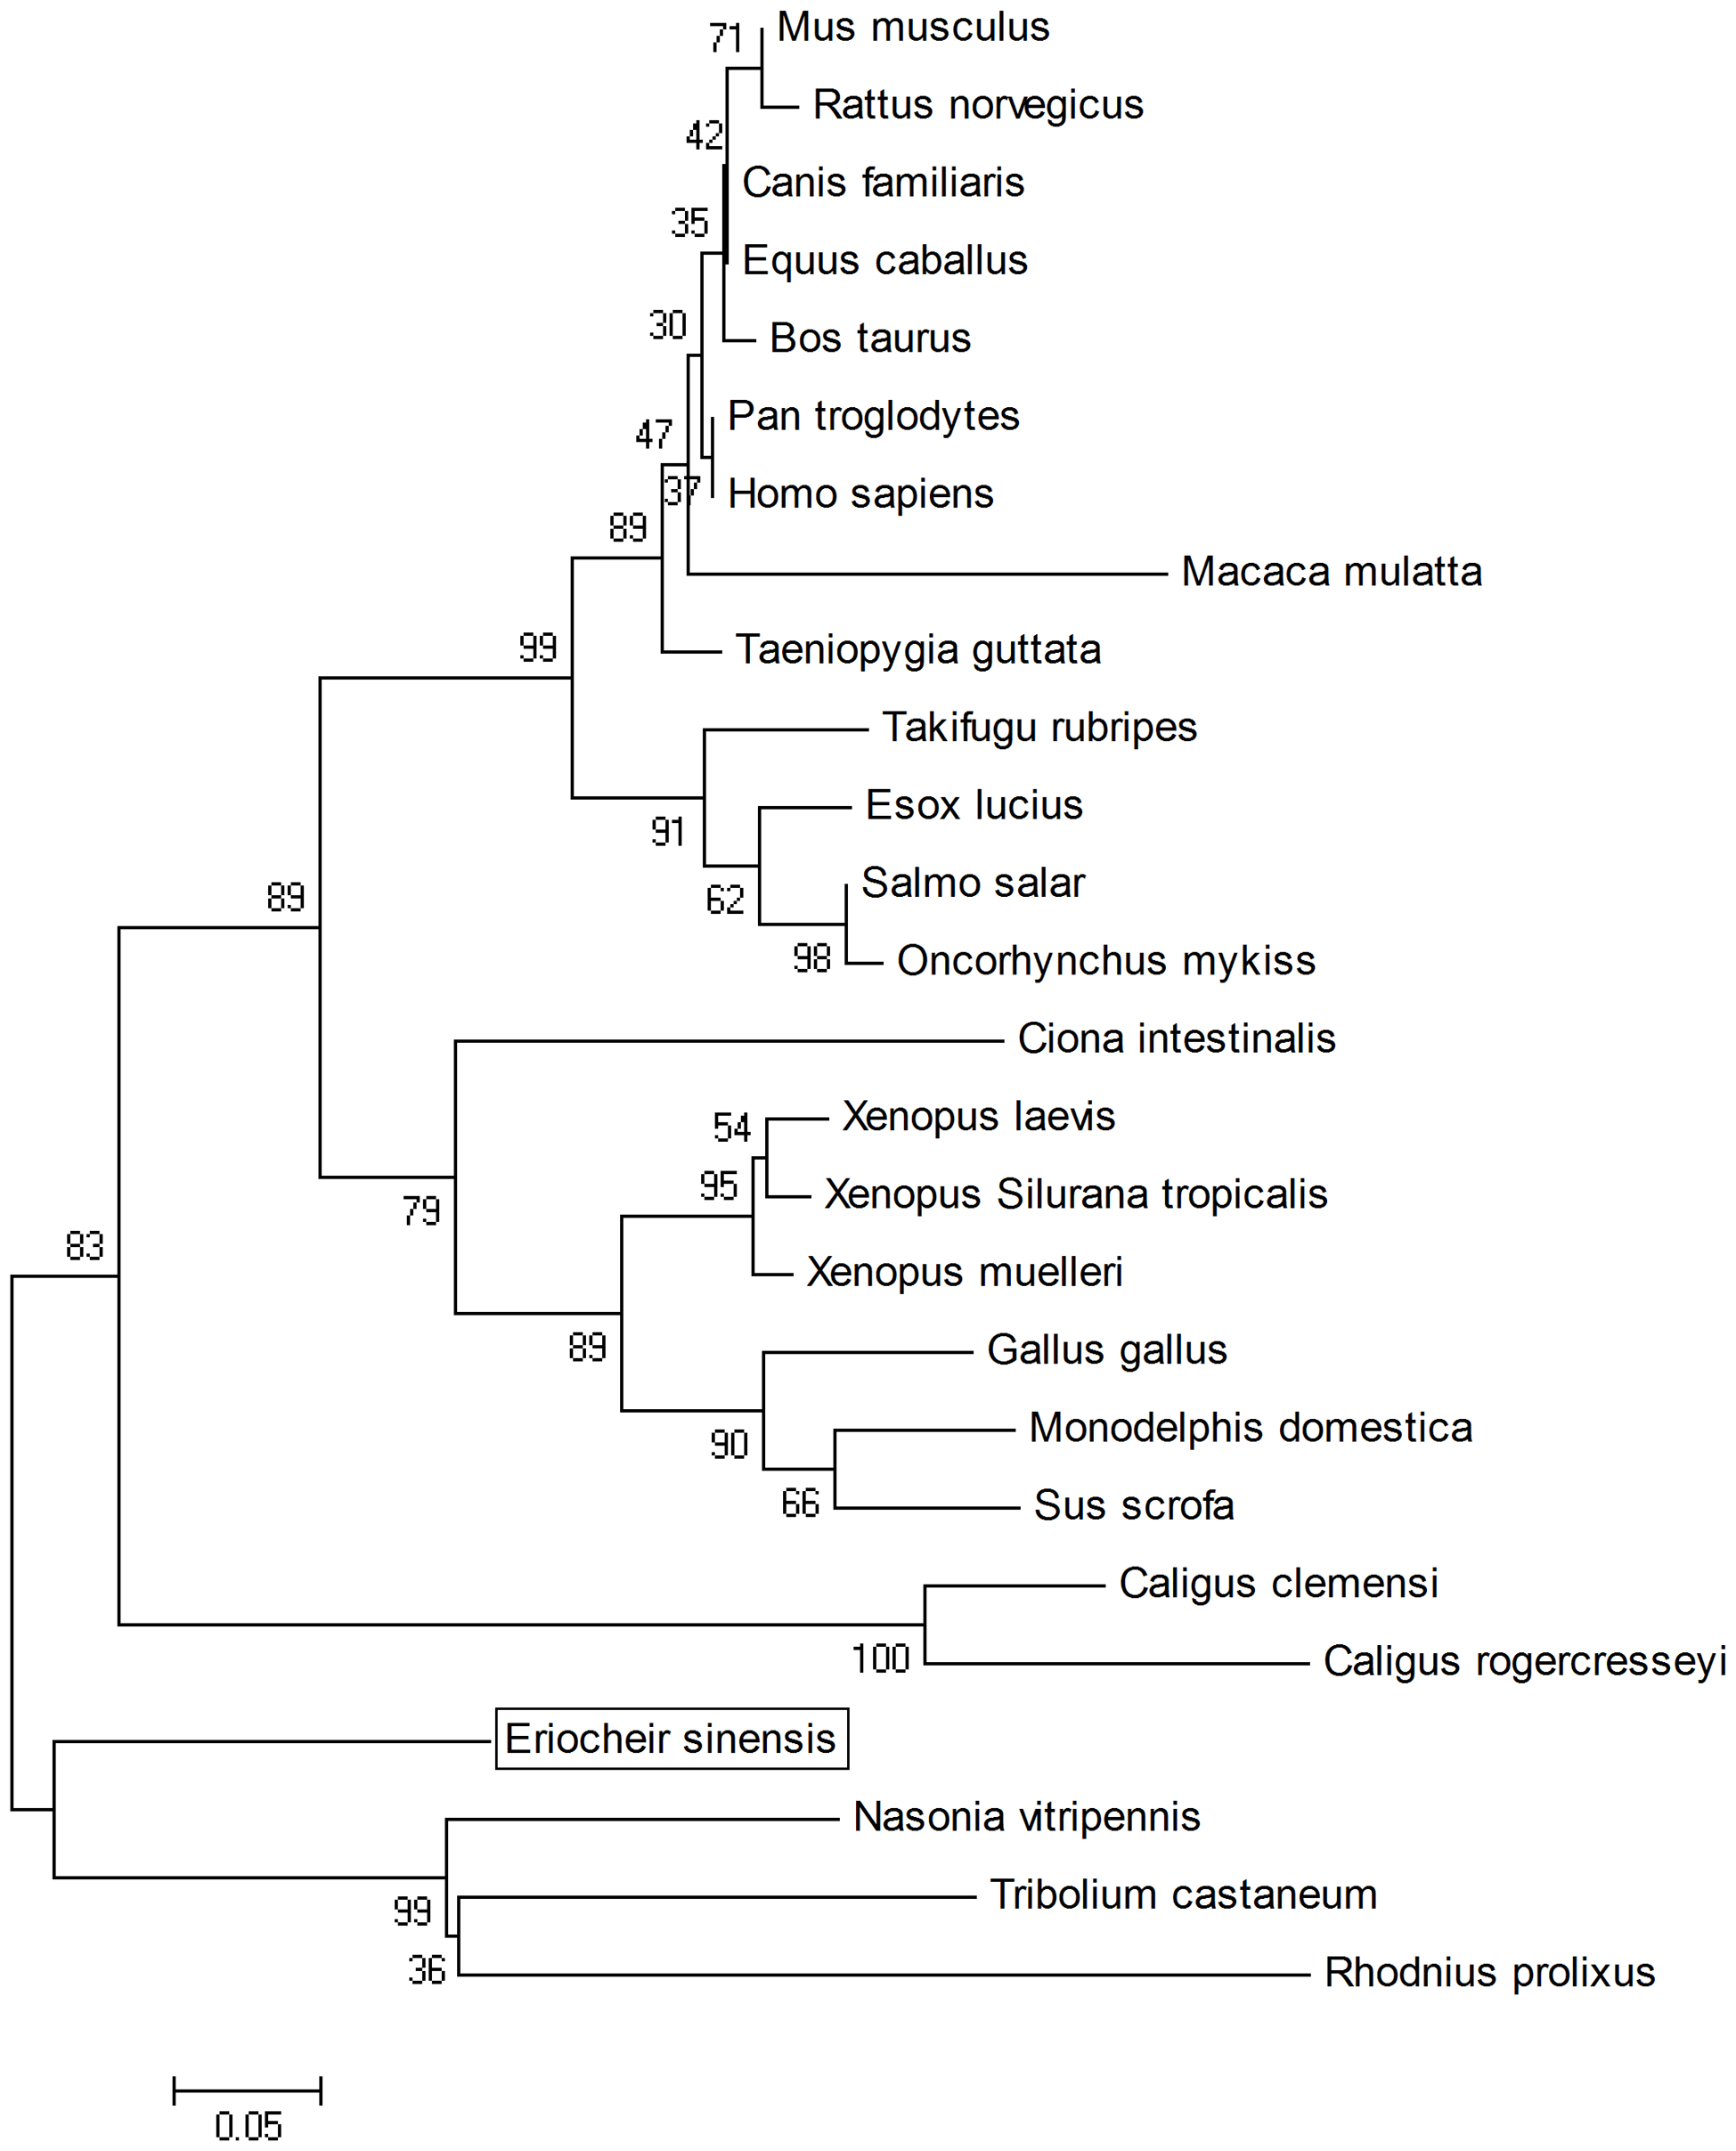 71 Mus musculus
Rattus norvegicus
42
Canis familiaris
35
Equus caballus
30
Bos taurus
Pan troglodytes
47
37 Homo sapiens
89
Macaca mulatta
99 Taeniopygia guttata
Takifugu rubripes
Esox lucius
91
Salmo salar
89 62
98 Oncorhynchus mykiss
Ciona intestinalis
54 Xenopus laevis
95 Xenopus Silurana tropicalis
79
83 Xenopus muelleri
89 Gallus gallus
90 Monodelphis domestica
66 Sus scrofa
Caligus clemensi
100 Caligus rogercresseyi
Eriocheir sinensis
Nasonia vitripennis
99 Tribolium castaneum
36 Rhodnius prolixus
0.05